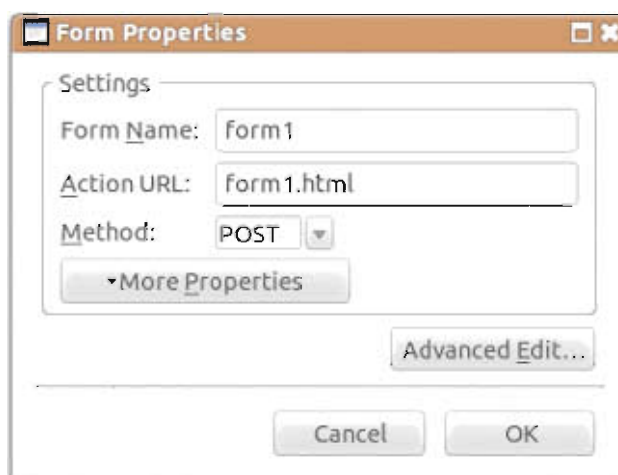 Form Properties
Settings
Form Name: form1
Action URL: form1.html
Method: POST
More Properties
Advanced Edit...
Cancel OK